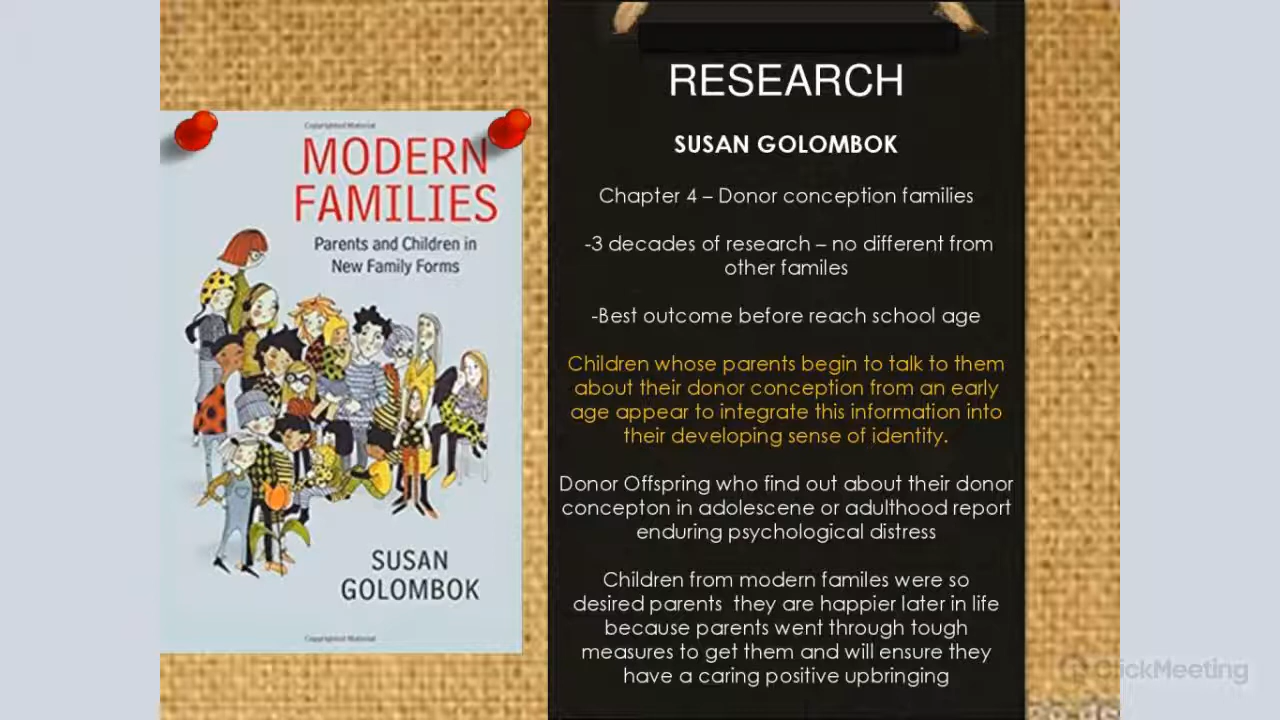 Copyrighted Material
MODERN
FAMILIES
Parents and Children in
New Family Forms
SUSAN
GOLOMBOK
Copyrighted Material
RESEARCH
SUSAN GOLOMBOK
Chapter 4 – Donor conception families
-3 decades of research – no different from
other familes
-Best outcome before reach school age
Children whose parents begin to talk to them
about their donor conception from an early
age appear to integrate this information into
their developing sense of identity.
Donor Offspring who find out about their donor
concepton in adolescene or adulthood report
enduring psychological distress
Children from modern familes were so
desired parents they are happier later in life
because parents went through tough
measures to get them and will ensure they
have a caring positive upbringing
ClickMeeting